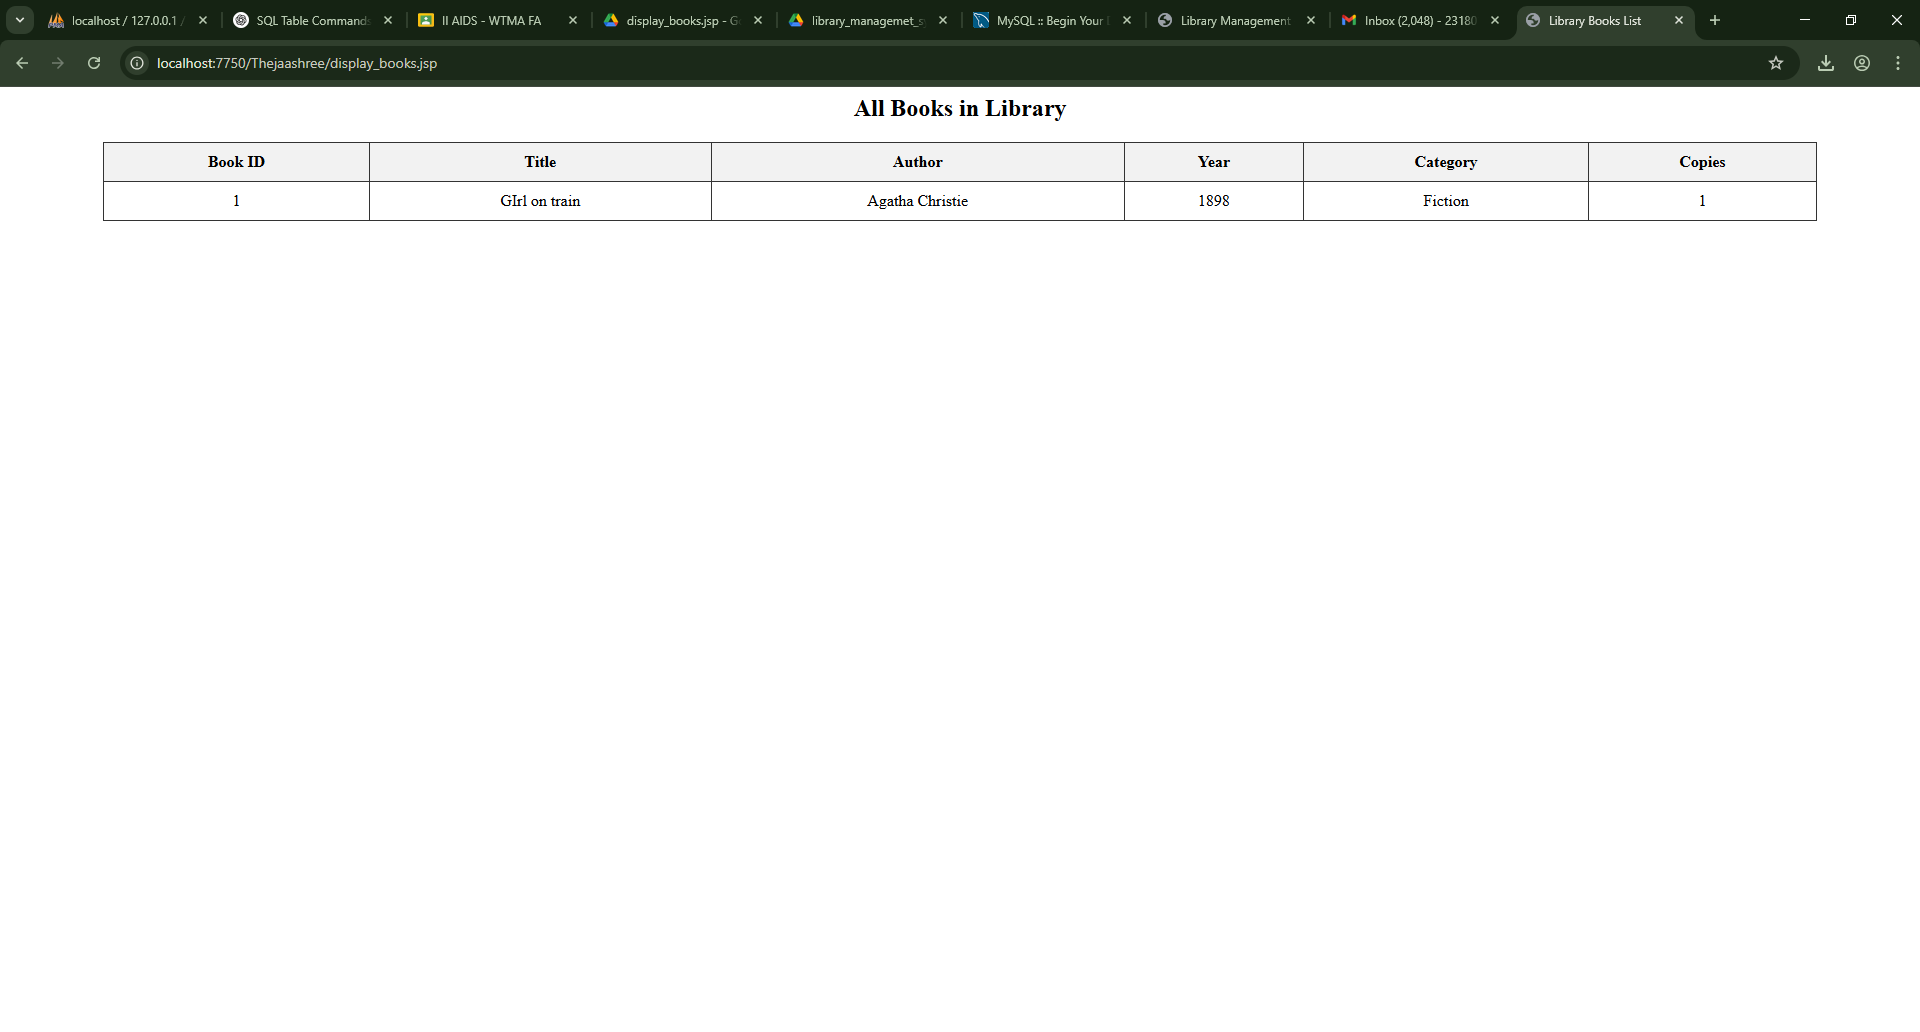 localhost / 127.0.0.1 /
SQL Table Commands
II AIDS - WTMA FA
display_books.jsp - G
library_managemet_s
MySQL :: Begin Your
Library Management
Inbox (2,048) - 23180
Library Books List
localhost:7750/Thejaashree/display_books.jsp
All Books in Library
Book ID Title Author Year Category Copies
1 GIrl on train Agatha Christie 1898 Fiction 1